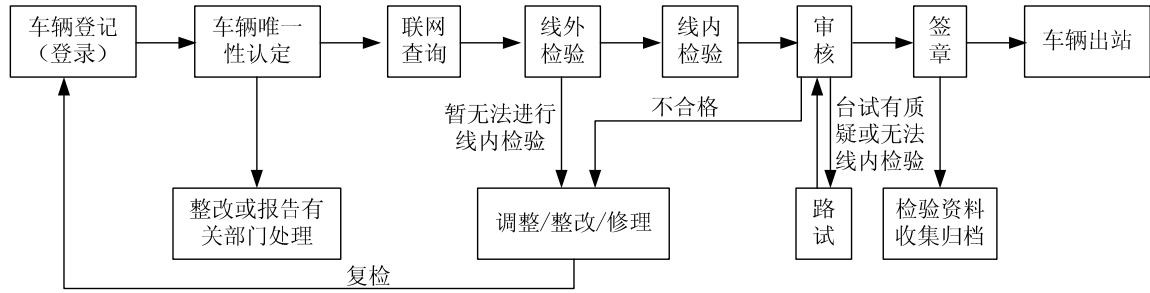 车辆登记
（登录）
车辆唯一
性认定
联网
查询
线外
检验
线内
检验
审
核
签
章
车辆出站
暂无法进行
线内检验
不合格
台试有质
疑或无法
线内检验
整改或报告有
关部门处理
调整/整改/修理
路
试
检验资料
收集归档
复检